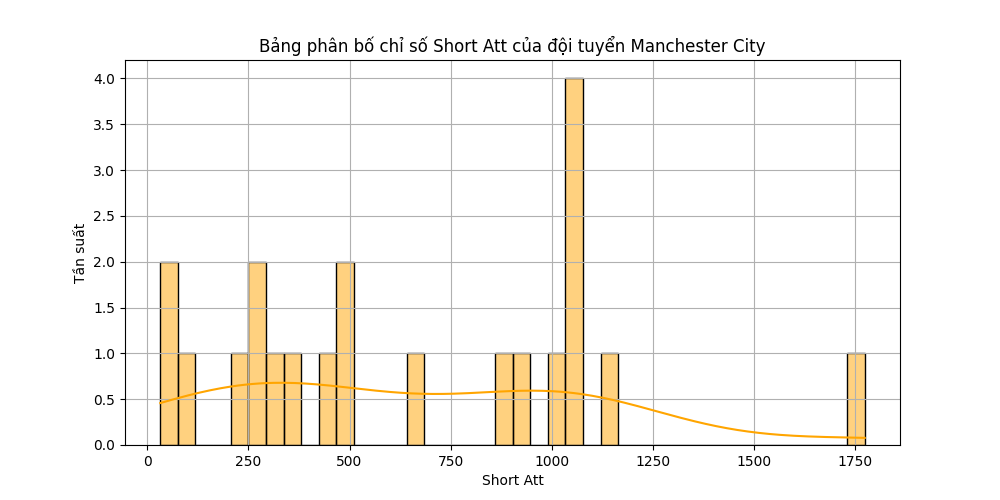 Bảng phân bố chỉ số Short Att của đội tuyển Manchester City
4.0
3.5
3.0
2.5
2.0
1.5
1.0
0.5
0.0
Tần suất
0 250 500 750 1000 1250 1500 1750
Short Att